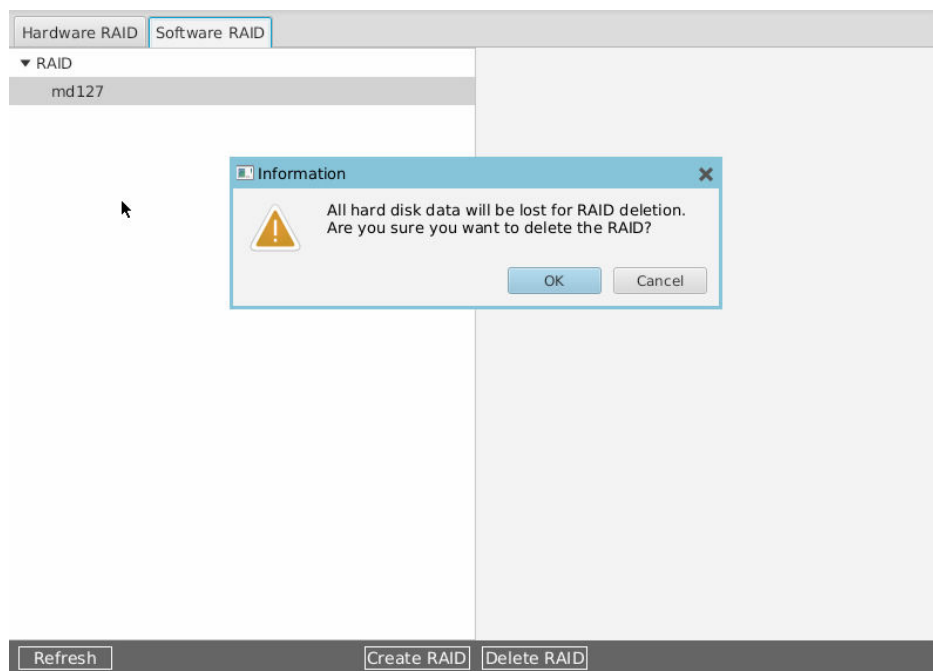 Hardware RAID
Software RAID
RAID
md127
Information
All hard disk data will be lost for RAID deletion.
Are you sure you want to delete the RAID?
OK
Cancel
Refresh
Create RAID
Delete RAID